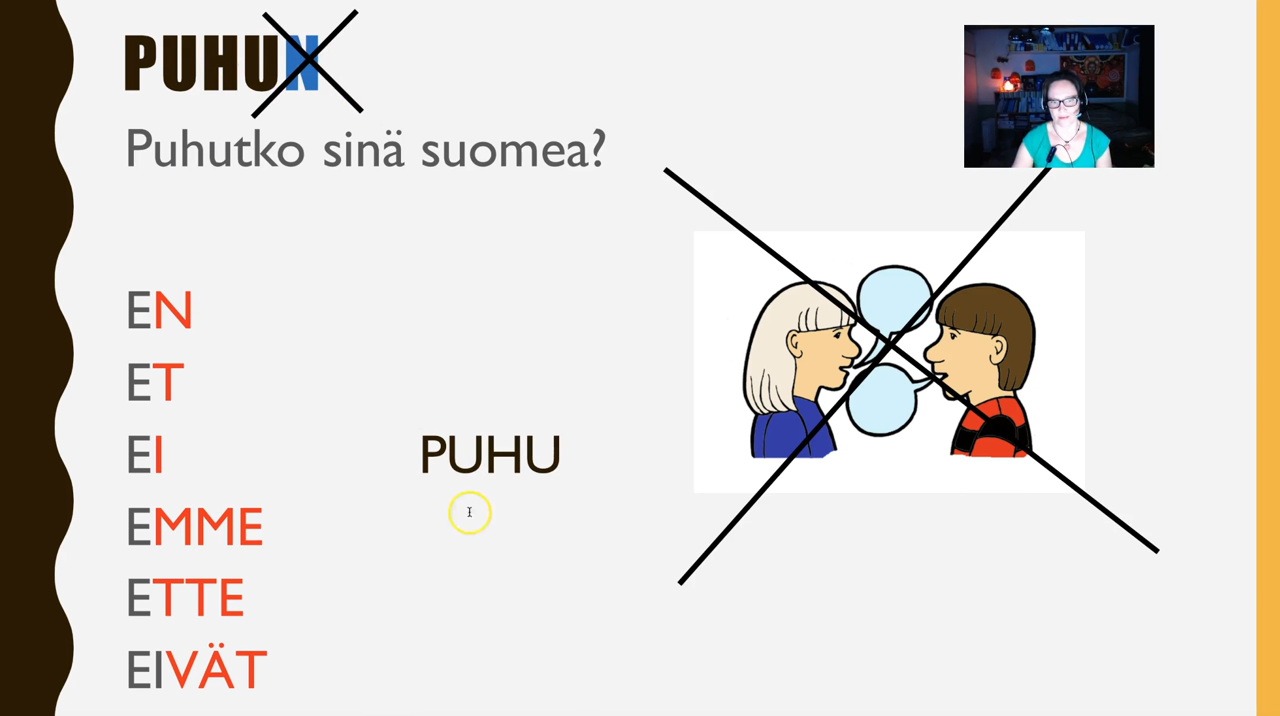 PUHUN
Puhutko sinä suomea?
EN
ET
EI
PUHU
EMME
ETTE
EIVÄT